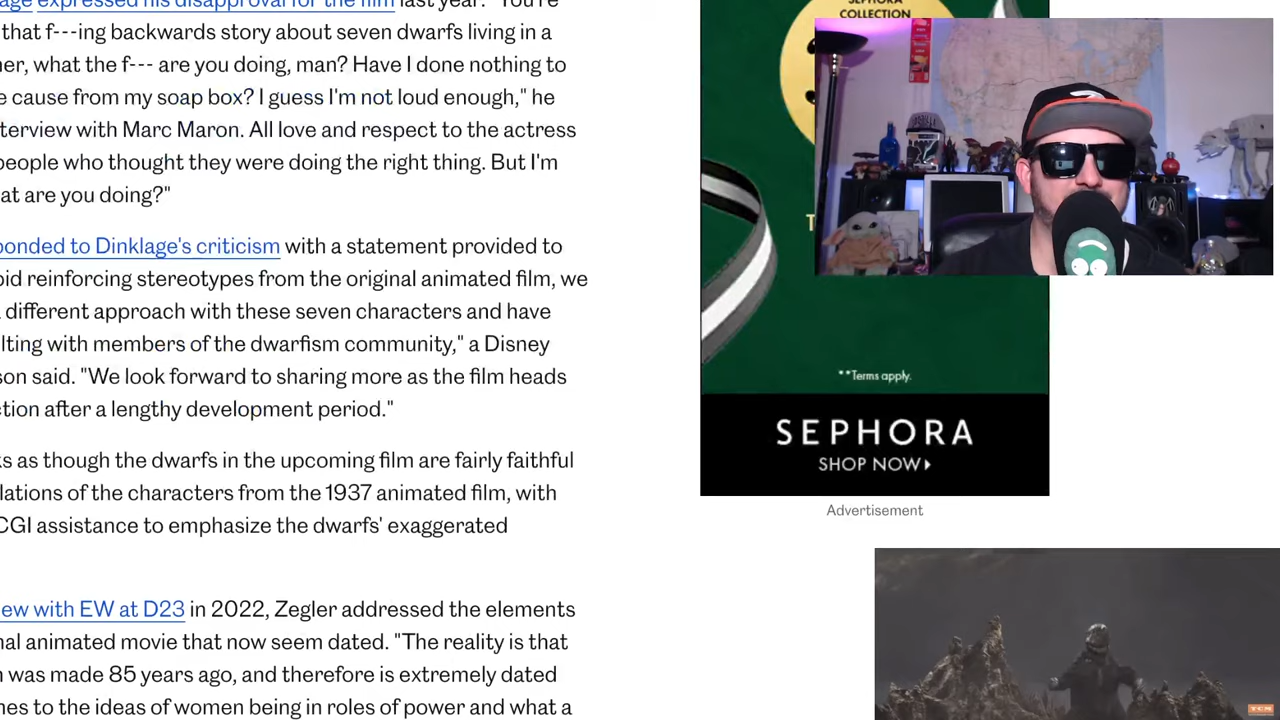 age expressed his disapproval for the film last year. "You're
that f---ing backwards story about seven dwarfs living in a
er, what the f--- are you doing, man? Have I done nothing to
e cause from my soap box? I guess I'm not loud enough," he
terview with Marc Maron. All love and respect to the actress
people who thought they were doing the right thing. But I'm
at are you doing?"
ponded to Dinklage's criticism with a statement provided to
oid reinforcing stereotypes from the original animated film, we
different approach with these seven characters and have
lting with members of the dwarfism community," a Disney
son said. "We look forward to sharing more as the film heads
ction after a lengthy development period."
ks as though the dwarfs in the upcoming film are fairly faithful
lations of the characters from the 1937 animated film, with
CGI assistance to emphasize the dwarfs' exaggerated
ew with EW at D23 in 2022, Zegler addressed the elements
nal animated movie that now seem dated. "The reality is that
n was made 85 years ago, and therefore is extremely dated
nes to the ideas of women being in roles of power and what a
SEPHORA
COLLECTION
T
**Terms apply.
SEPHORA
SHOP NOW
Advertisement
TCM